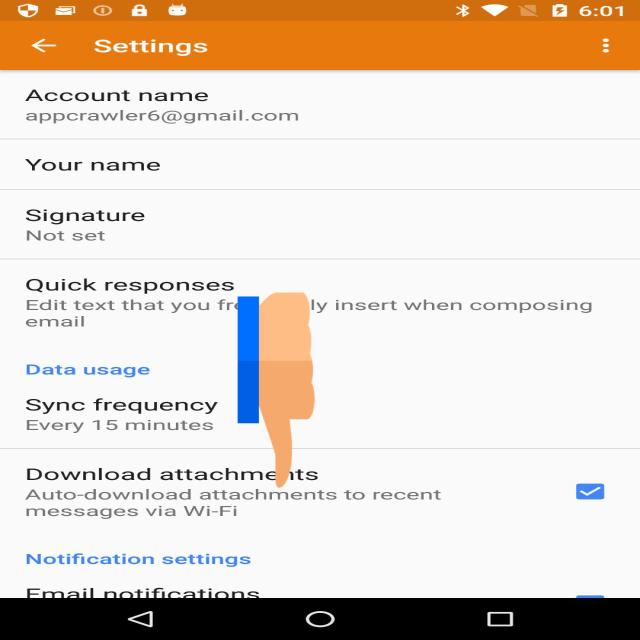 6:01
Settings
Account name
appcrawler6@gmail.com
Your name
Signature
Not set
Quick responses
Edit text that you fre ly insert when composing
email
Data usage
Sync frequency
Every 15 minutes
Download attachments
Auto-download attachments to recent
messages via Wi-Fi
Notification settings
Email notifications